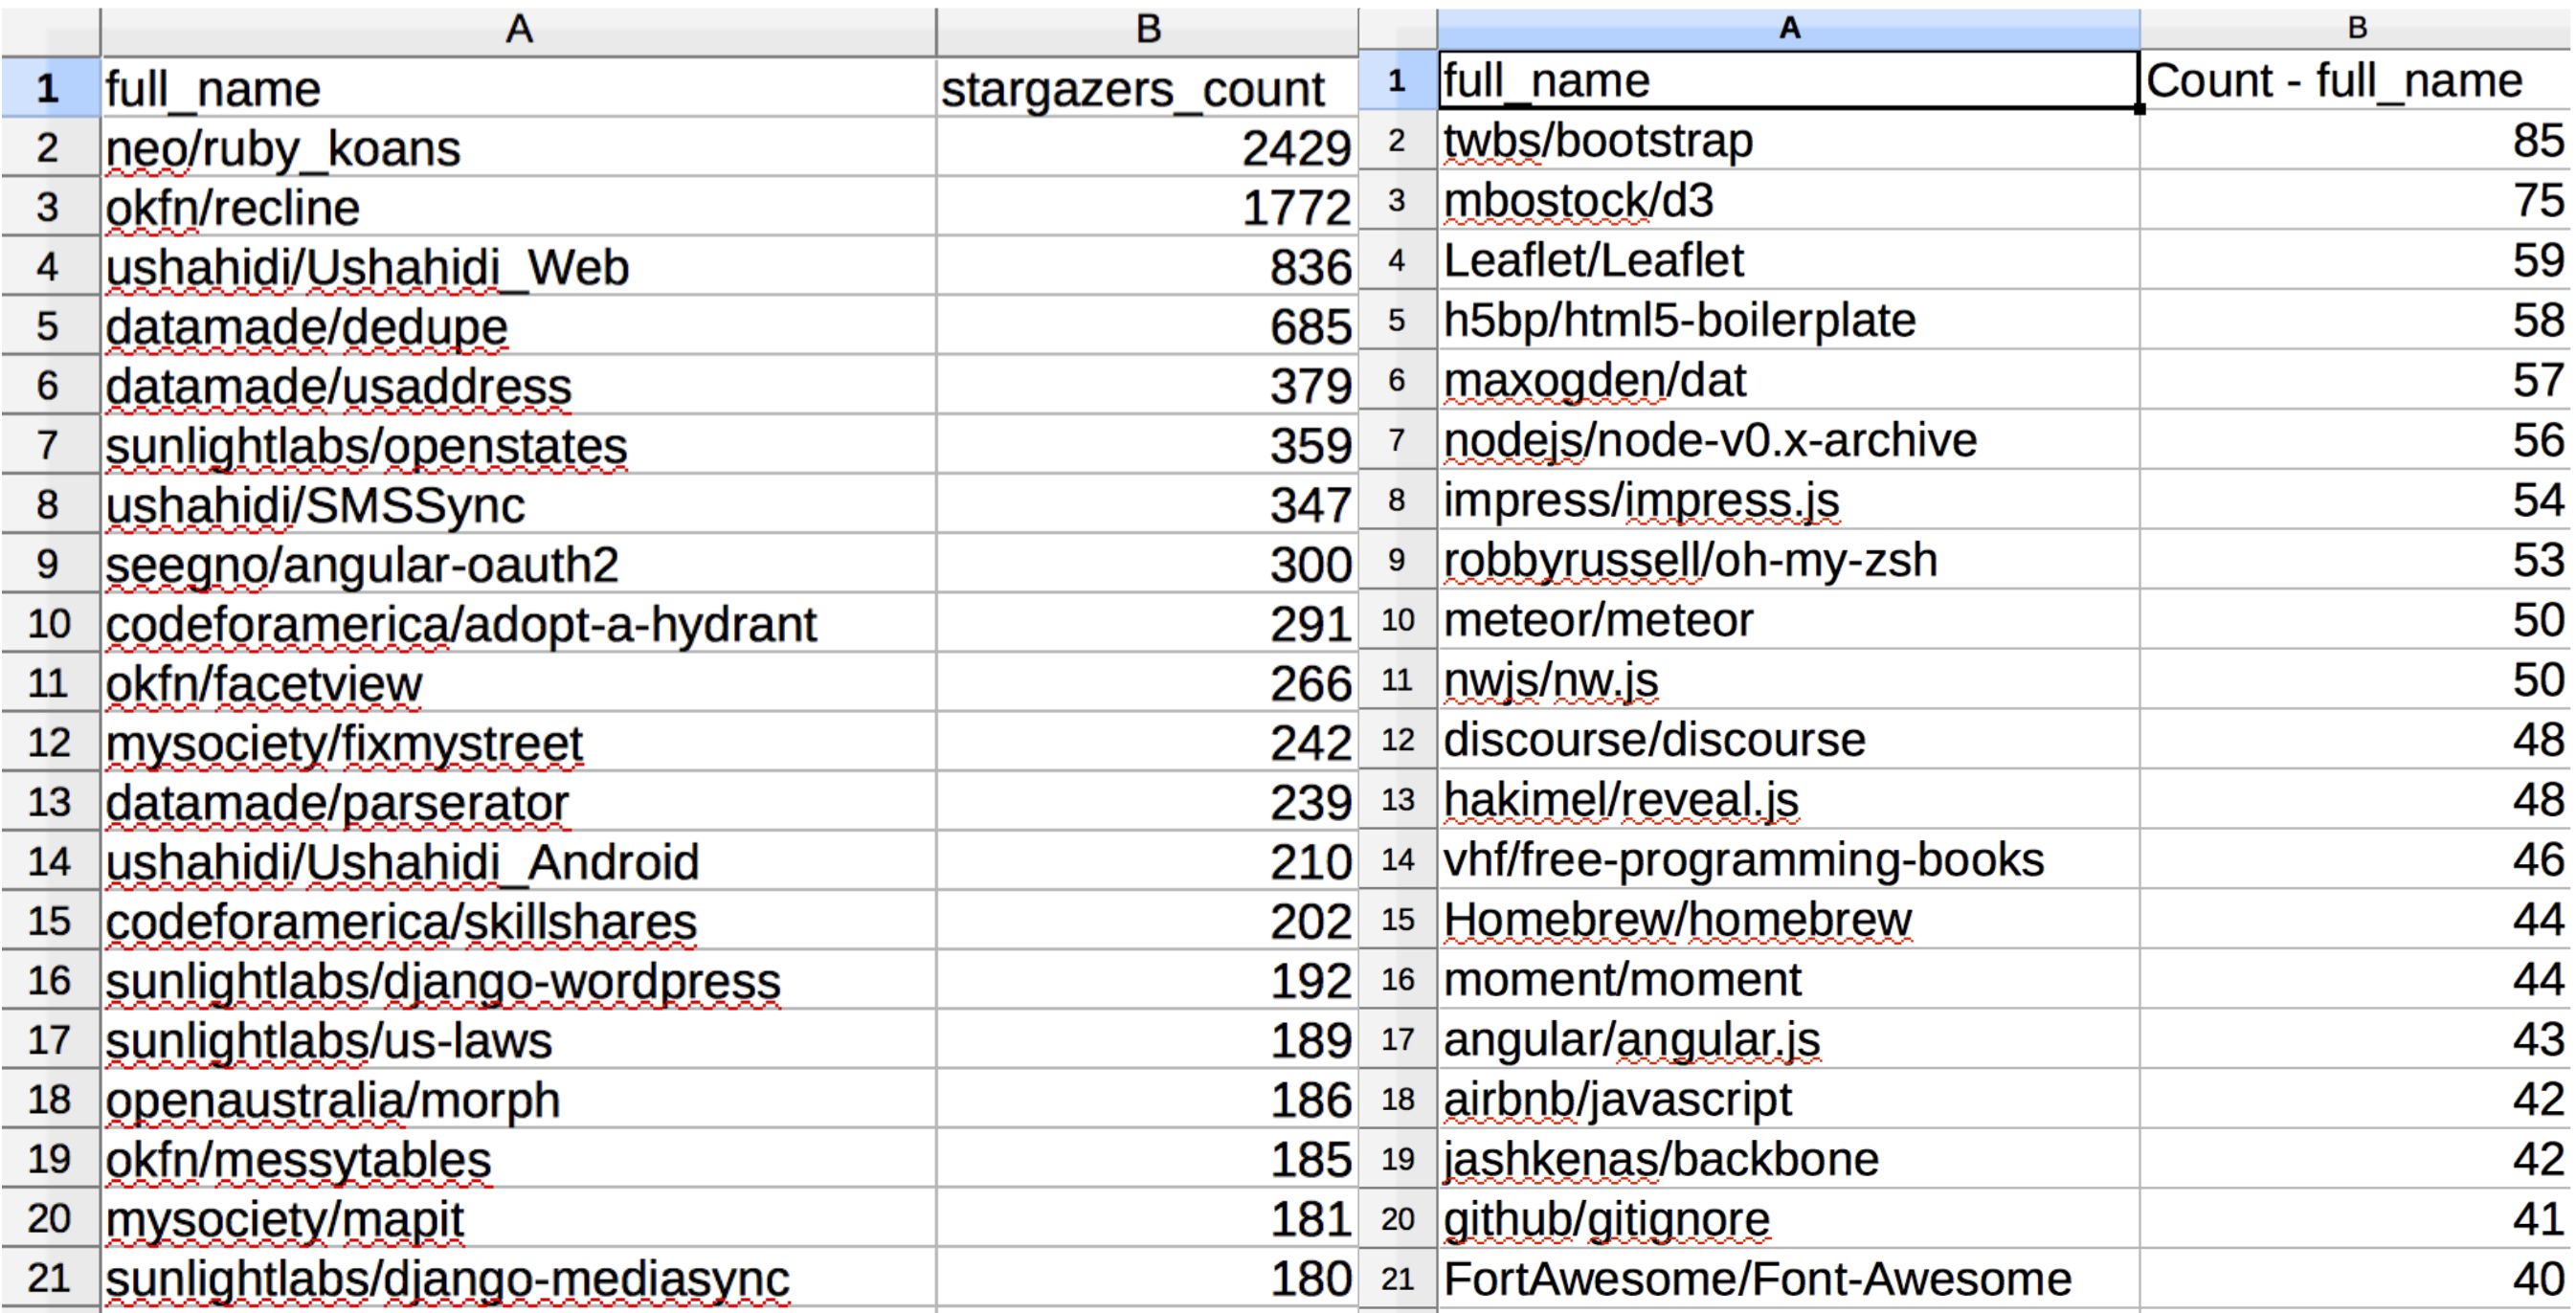 A B
1 full_name stargazers_count
2 neo/ruby_koans 2429
3 okfn/recline 1772
4 ushahidi/Ushahidi_Web 836
5 datamade/dedupe 685
6 datamade/usaddress 379
7 sunlightlabs/openstates 359
8 ushahidi/SMSSync 347
9 seegno/angular-oauth2 300
10 codeforamerica/adopt-a-hydrant 291
11 okfn/facetview 266
12 mysociety/fixmystreet 242
13 datamade/parserator 239
14 ushahidi/Ushahidi_Android 210
15 codeforamerica/skillshares 202
16 sunlightlabs/django-wordpress 192
17 sunlightlabs/us-laws 189
18 openaustralia/morph 186
19 okfn/messytables 185
20 mysociety/mapit 181
21 sunlightlabs/django-mediasync 180
A B
1 full_name Count - full_name
2 twbs/bootstrap 85
3 mbostock/d3 75
4 Leaflet/Leaflet 59
5 h5bp/html5-boilerplate 58
6 maxogden/dat 57
7 nodejs/node-v0.x-archive 56
8 impress/impress.js 54
9 robbyrussell/oh-my-zsh 53
10 meteor/meteor 50
11 nwjs/nw.js 50
12 discourse/discourse 48
13 hakimel/reveal.js 48
14 vhf/free-programming-books 46
15 Homebrew/homebrew 44
16 moment/moment 44
17 angular/angular.js 43
18 airbnb/javascript 42
19 jashkenas/backbone 42
20 github/gitignore 41
21 FortAwesome/Font-Awesome 40